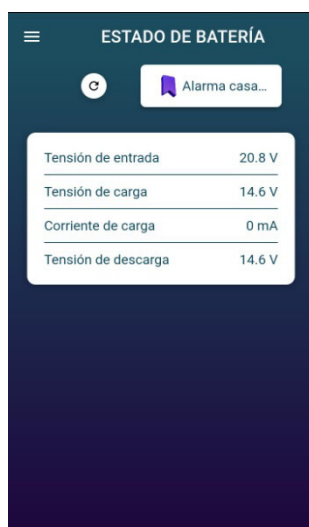 ESTADO DE BATERÍA
Alarma casa...
Tensión de entrada 20.8 V
Tensión de carga 14.6 V
Corriente de carga 0 mA
Tensión de descarga 14.6 V